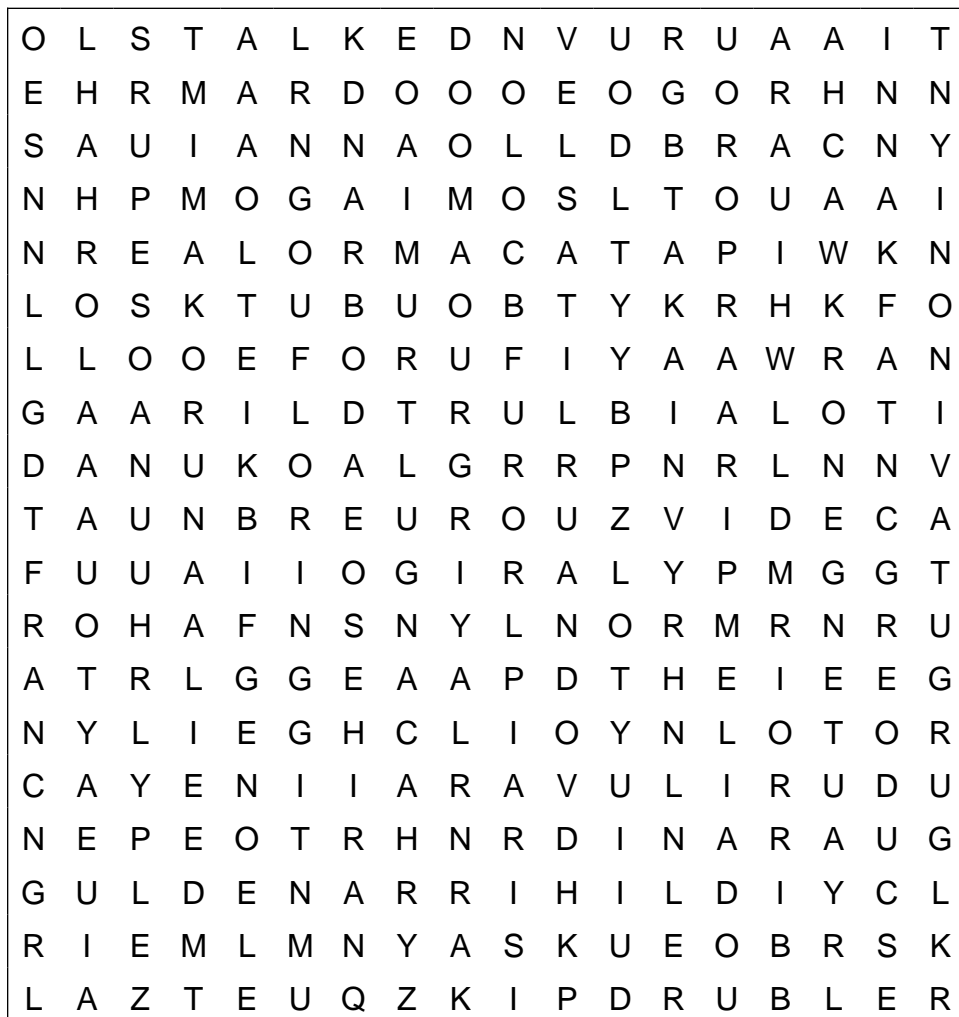 O L S T A L K E D N V U R U A A I T
E H R M A R D O O O E O G O R H N N
S A U I A N N A O L L D B R A C N Y
N H P M O G A I M O S L T O U A A I
N R E A L O R M A C A T A P I W K N
L O S K T U B U O B T Y K R H K F O
L L O O E F O R U F I Y A A W R A N
G A A R I L D T R U L B I A L O T I
D A N U K O A L G R R P N R L N N V
T A U N B R E U R O U Z V I D E C A
F U U A I I O G I R A L Y P M G G T
R O H A F N S N Y L N O R M R N R U
A T R L G G E A A P D T H E I E E G
N Y L I E G H C L I O Y N L O T O R
C A Y E N I I A R A V U L I R U D U
N E P E O T R H N R D I N A R A U G
G U L D E N A R R I H I L D I Y C L
R I E M L M N Y A S K U E O B R S K
L A Z T E U Q Z K I P D R U B L E R